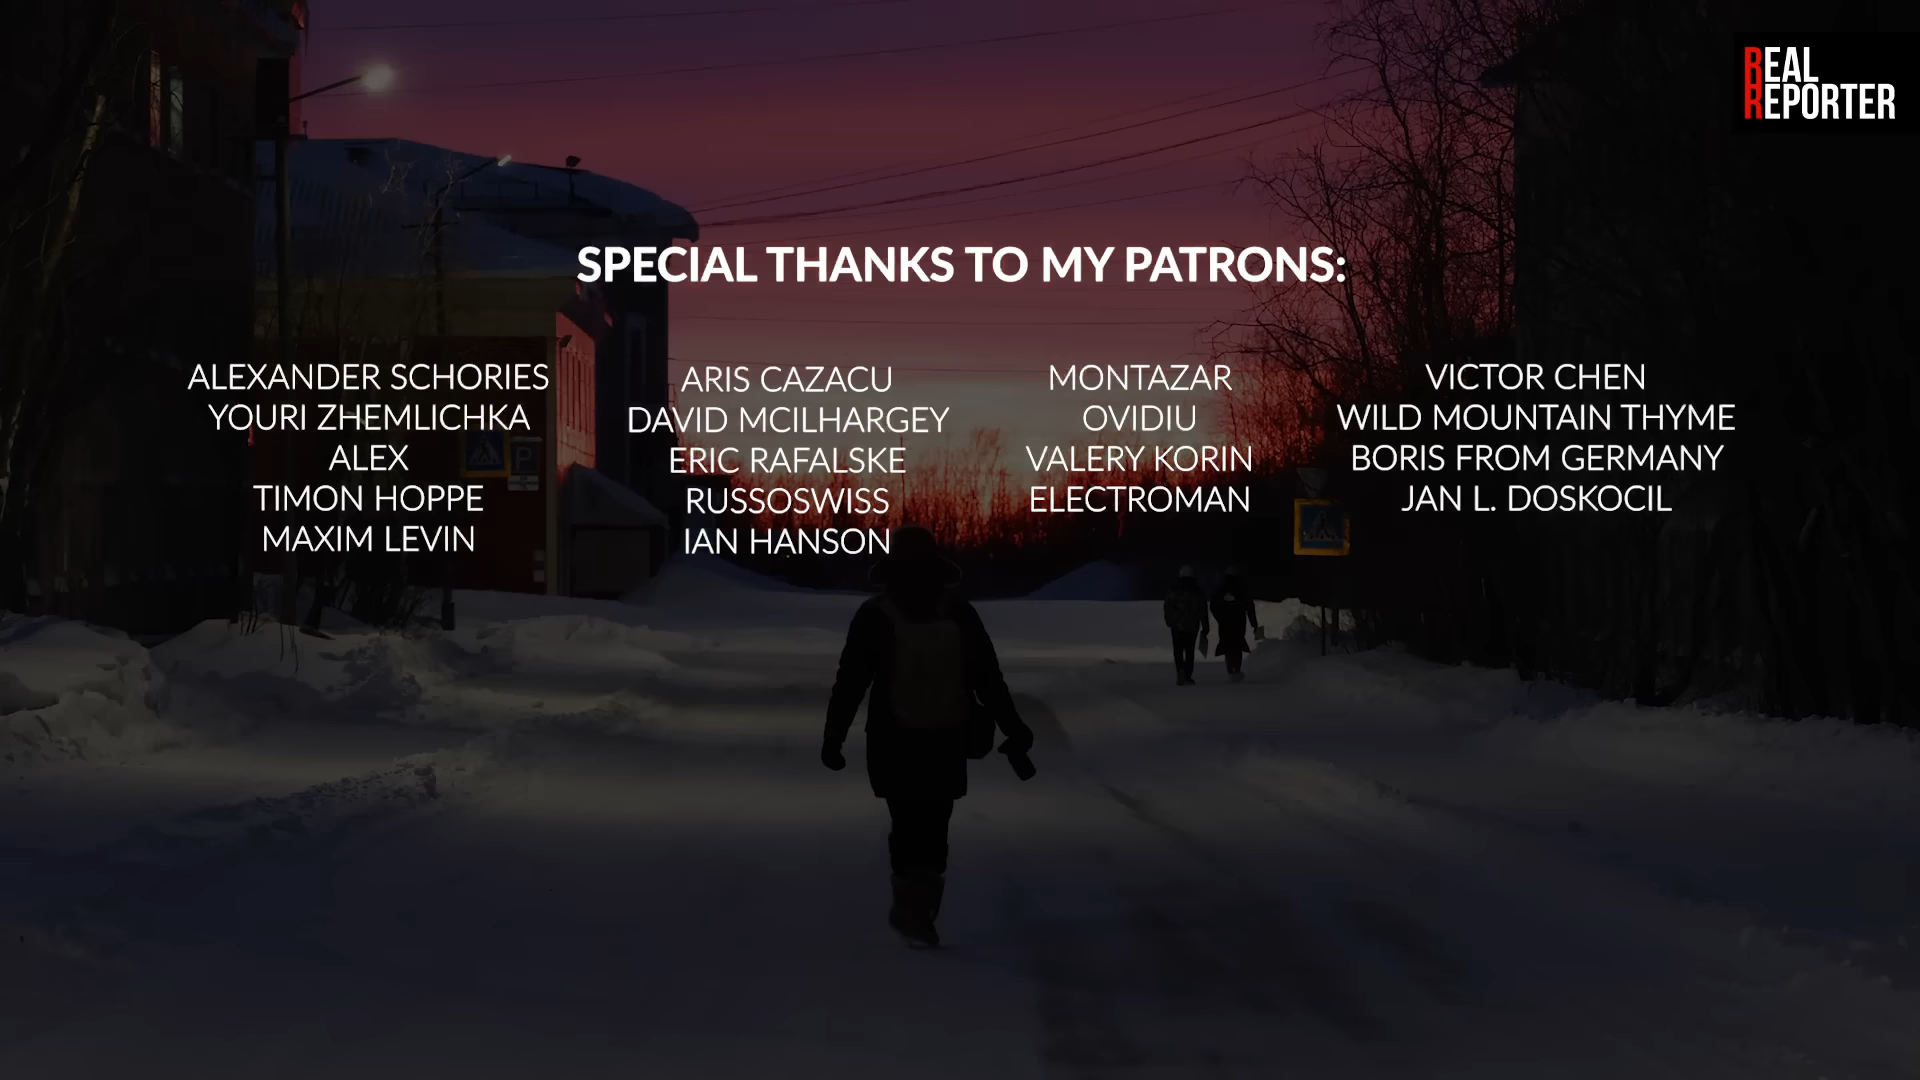 REAL
REPORTER
SPECIAL THANKS TO MY PATRONS:
ALEXANDER SCHORIES
YOURI ZHEMLICHKA
ALEX
TIMON HOPPE
MAXIM LEVIN
ARIS CAZACU
DAVID MCILHARGEY
ERIC RAFALSKE
RUSSOSWISS
IAN HANSON
MONTAZAR
OVIDIU
VALERY KORIN
ELECTROMAN
VICTOR CHEN
WILD MOUNTAIN THYME
BORIS FROM GERMANY
JAN L. DOSKOCIL
P